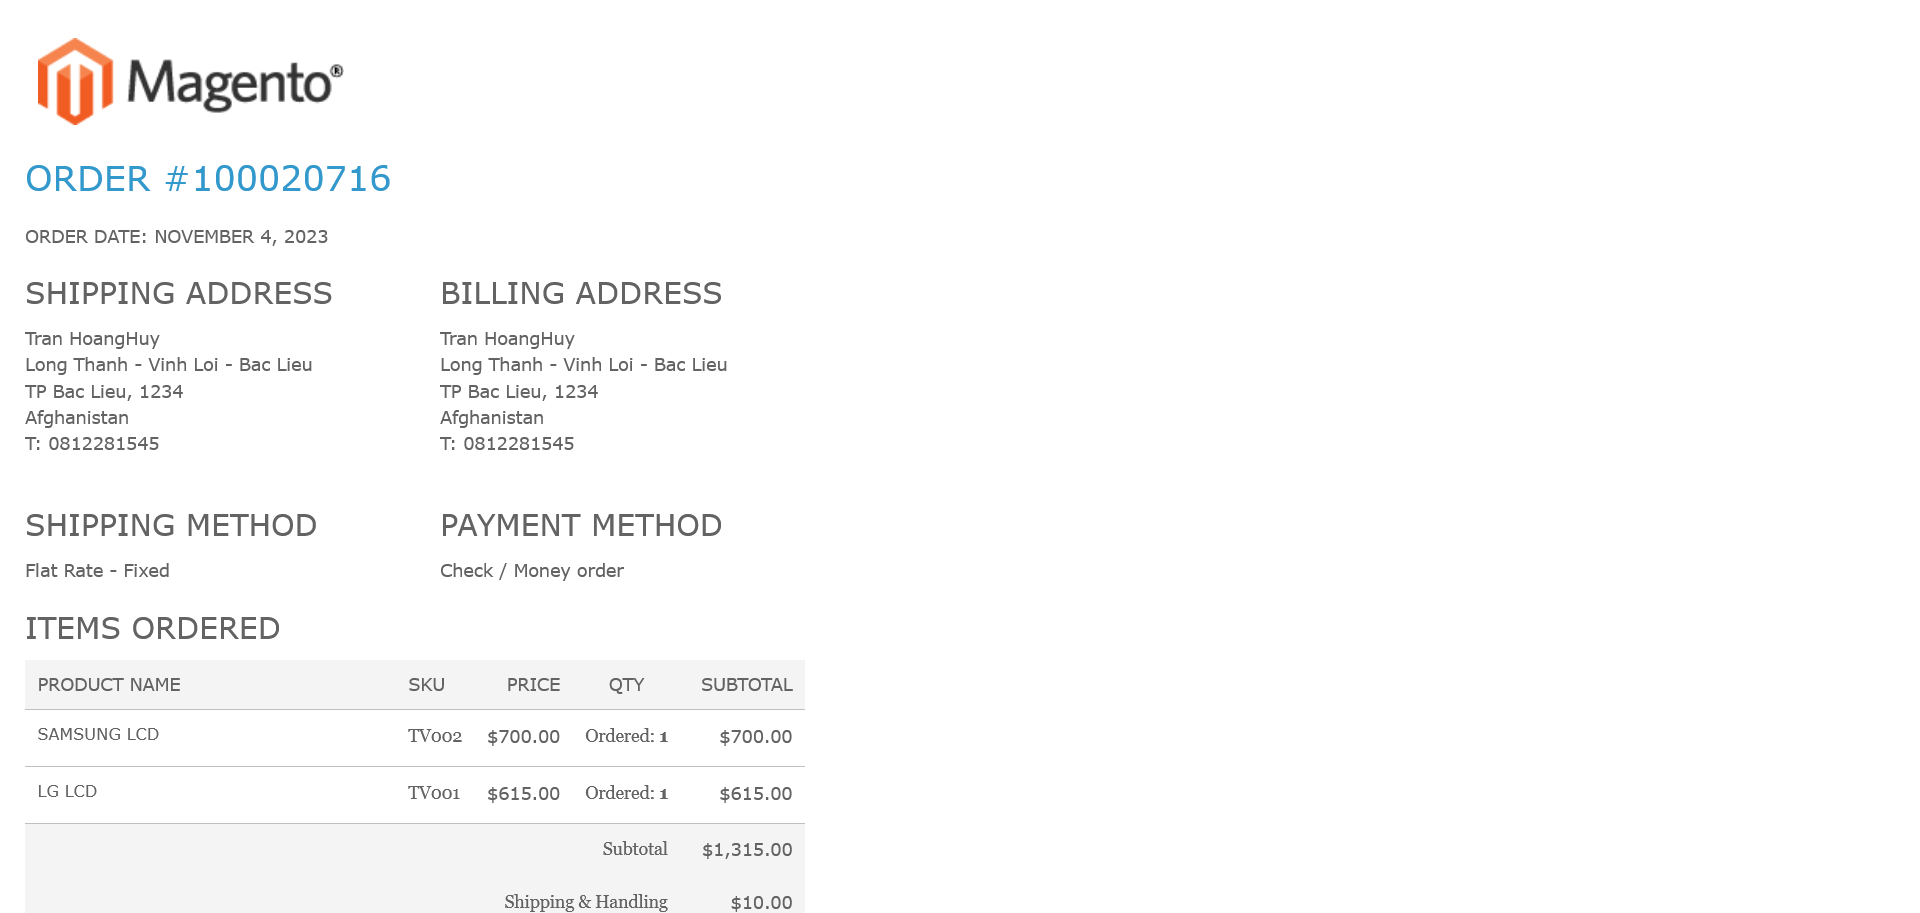 Magento®
ORDER #100020716
ORDER DATE: NOVEMBER 4, 2023
SHIPPING ADDRESS
Tran HoangHuy
Long Thanh - Vinh Loi - Bac Lieu
TP Bac Lieu, 1234
Afghanistan
T: 0812281545
BILLING ADDRESS
Tran HoangHuy
Long Thanh - Vinh Loi - Bac Lieu
TP Bac Lieu, 1234
Afghanistan
T: 0812281545
SHIPPING METHOD
Flat Rate - Fixed
PAYMENT METHOD
Check / Money order
ITEMS ORDERED
PRODUCT NAME SKU PRICE QTY SUBTOTAL
SAMSUNG LCD TV002 $700.00 Ordered: 1 $700.00
LG LCD TV001 $615.00 Ordered: 1 $615.00
Subtotal $1,315.00
Shipping & Handling $10.00